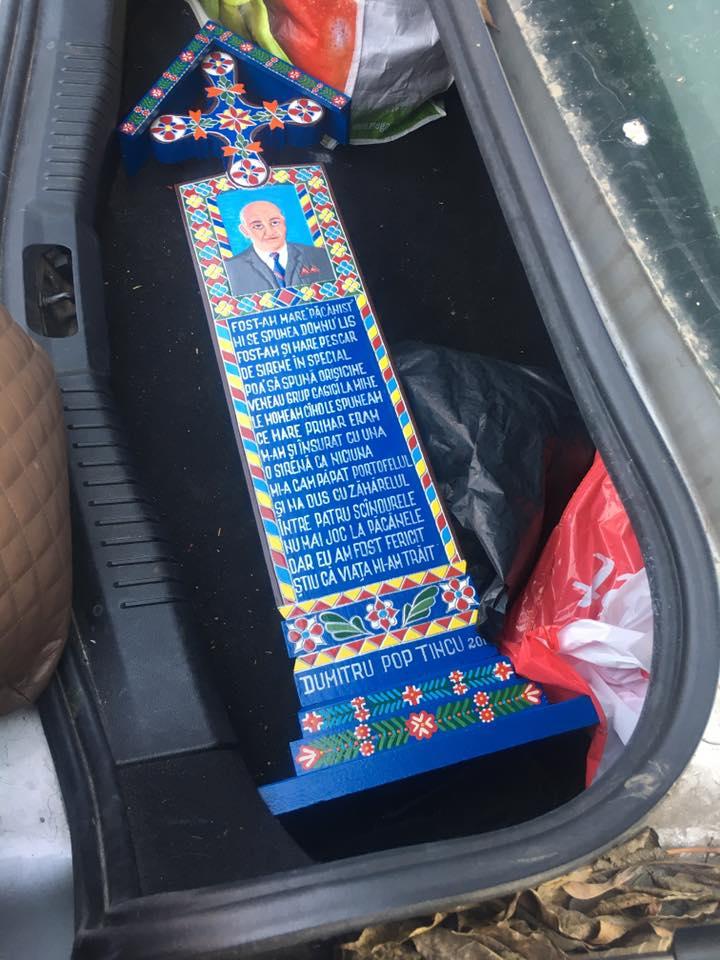 FOST-AM MARE "PĂCĂNIST"
MI SE SPUNEA DOMNU' LIS
FOST-AM ȘI MARE PESCAR
DE SIRENE ÎN SPECIAL
POA' SĂ SPUNĂ ORIȘICINE
VENEAU GRUP GAGICI LA MINE
LE MOMEAM CÎND LE SPUNEAM
CE MARE PRIMAR ERAM
M-AM ȘI ÎNSURAT CU UNA
O SIRENĂ CA NICIUNA
MI-A CAM PĂPAT PORTOFELUL
ȘI M-A DUS CU ZĂHĂRELUL
ÎNTRE PATRU SCÎNDURELE
NU MAI JOC LA PĂCĂNELE
DAR EU AM FOST FERICIT
ȘTIU CĂ VIAȚA MI-AM TRĂIT
DUMITRU POP TINCU